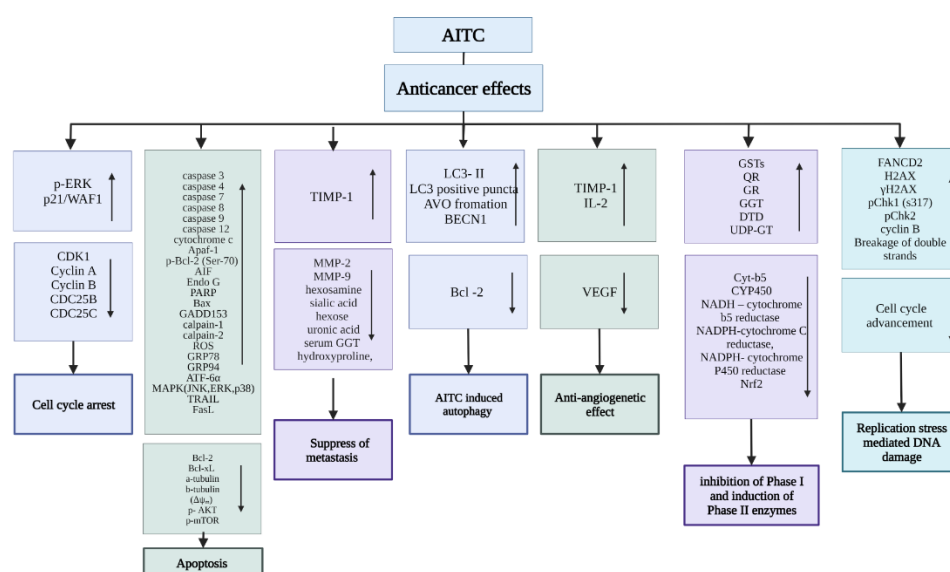 AITC
Anticancer effects
p-ERK
p21/WAF1
CDK1
Cyclin A
Cyclin B
CDC25B
CDC25C
Cell cycle arrest
caspase 3
caspase 4
caspase 7
caspase 8
caspase 9
caspase 12
cytochrome c
Apaf-1
p-Bcl-2 (Ser-70)
AIF
Endo G
PARP
Bax
GADD153
calpain-1
calpain-2
ROS
GRP78
GRP94
ATF-6α
MAPK(JNK,ERK,p38)
TRAIL
FasL
Bcl-2
Bcl-xL
a-tubulin
b-tubulin
(Δψₘ)
p- AKT
p-mTOR
Apoptosis
TIMP-1
MMP-2
MMP-9
hexosamine
sialic acid
hexose
uronic acid
serum GGT
hydroxyproline,
Suppress of
metastasis
LC3- II
LC3 positive puncta
AVO fromation
BECN1
Bcl -2
AITC induced
autophagy
TIMP-1
IL-2
VEGF
Anti-angiogenetic
effect
GSTs
QR
GR
GGT
DTD
UDP-GT
Cyt-b5
CYP450
NADH – cytochrome
b5 reductase
NADPH-cytochrome C
reductase,
NADPH- cytochrome
P450 reductase
Nrf2
inhibition of Phase I
and induction of
Phase II enzymes
FANCD2
H2AX
γH2AX
pChk1 (s317)
pChk2
cyclin B
Breakage of double
strands
Cell cycle
advancement
Replication stress
mediated DNA
damage